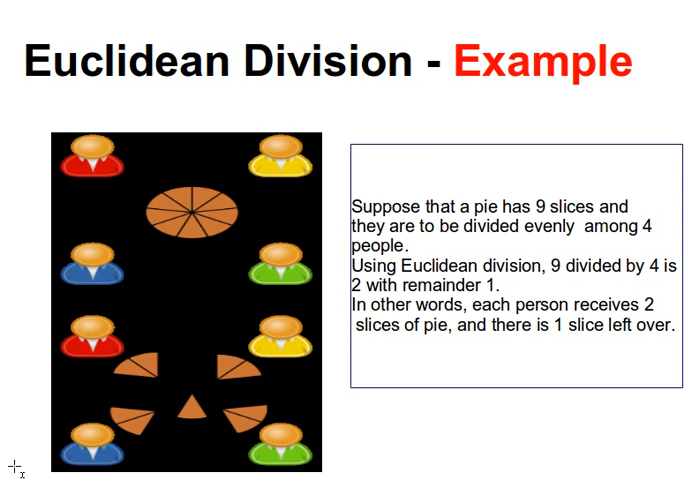 Euclidean Division - Example
Suppose that a pie has 9 slices and
they are to be divided evenly among 4
people.
Using Euclidean division, 9 divided by 4 is
2 with remainder 1.
In other words, each person receives 2
slices of pie, and there is 1 slice left over.